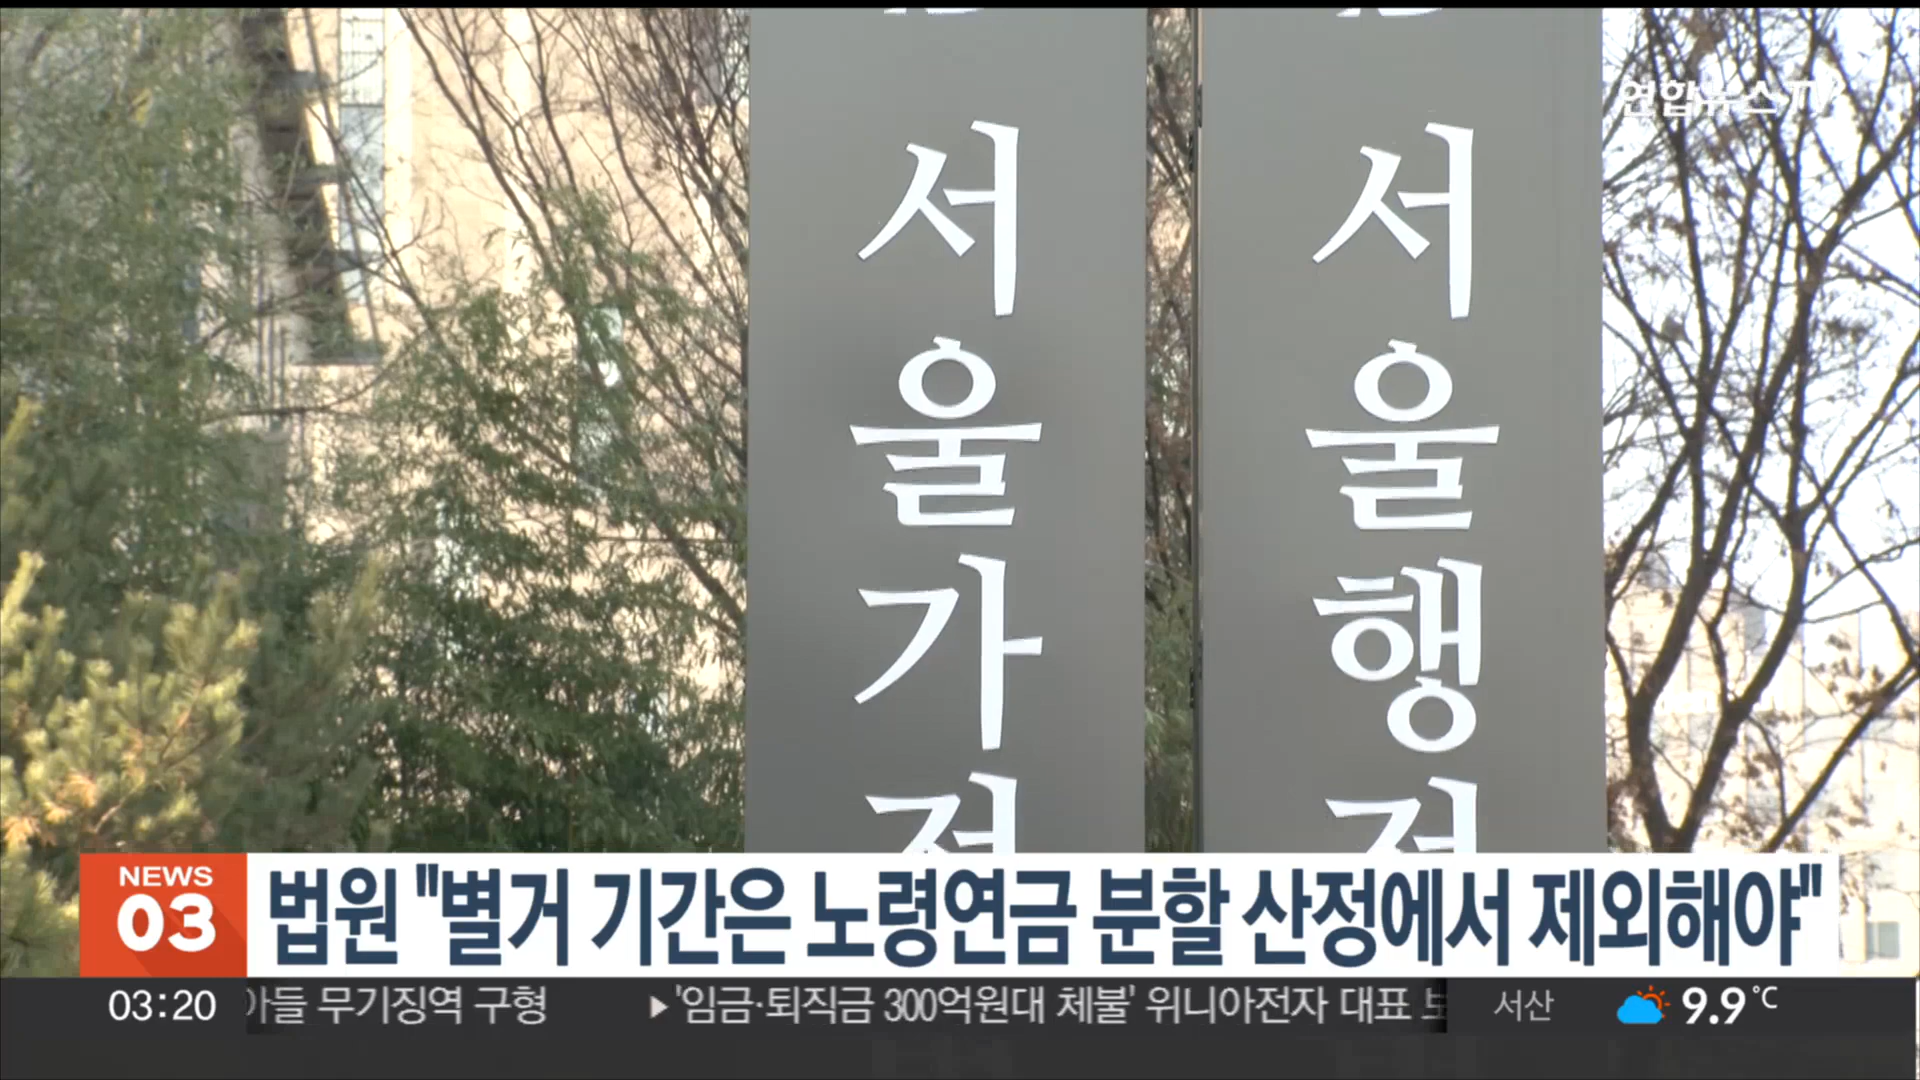 연합뉴스 TV
서울가정
서울행정
NEWS
03
법원 "별거 기간은 노령연금 분할 산정에서 제외해야"
03:20 아들 무기징역 구형 ▶'임금·퇴직금 300억원대 체불' 위니아전자 대표 서산 9.9℃